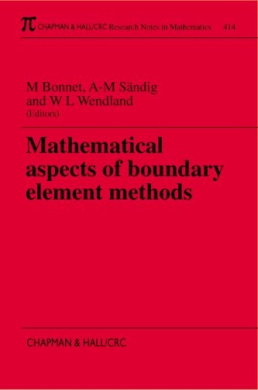 π CHAPMAN & HALL/CRC Research Notes in Mathematics 414
M Bonnet, A-M Sändig
and W L Wendland
(Editors)
Mathematical
aspects of boundary
element methods
CHAPMAN & HALL/CRC